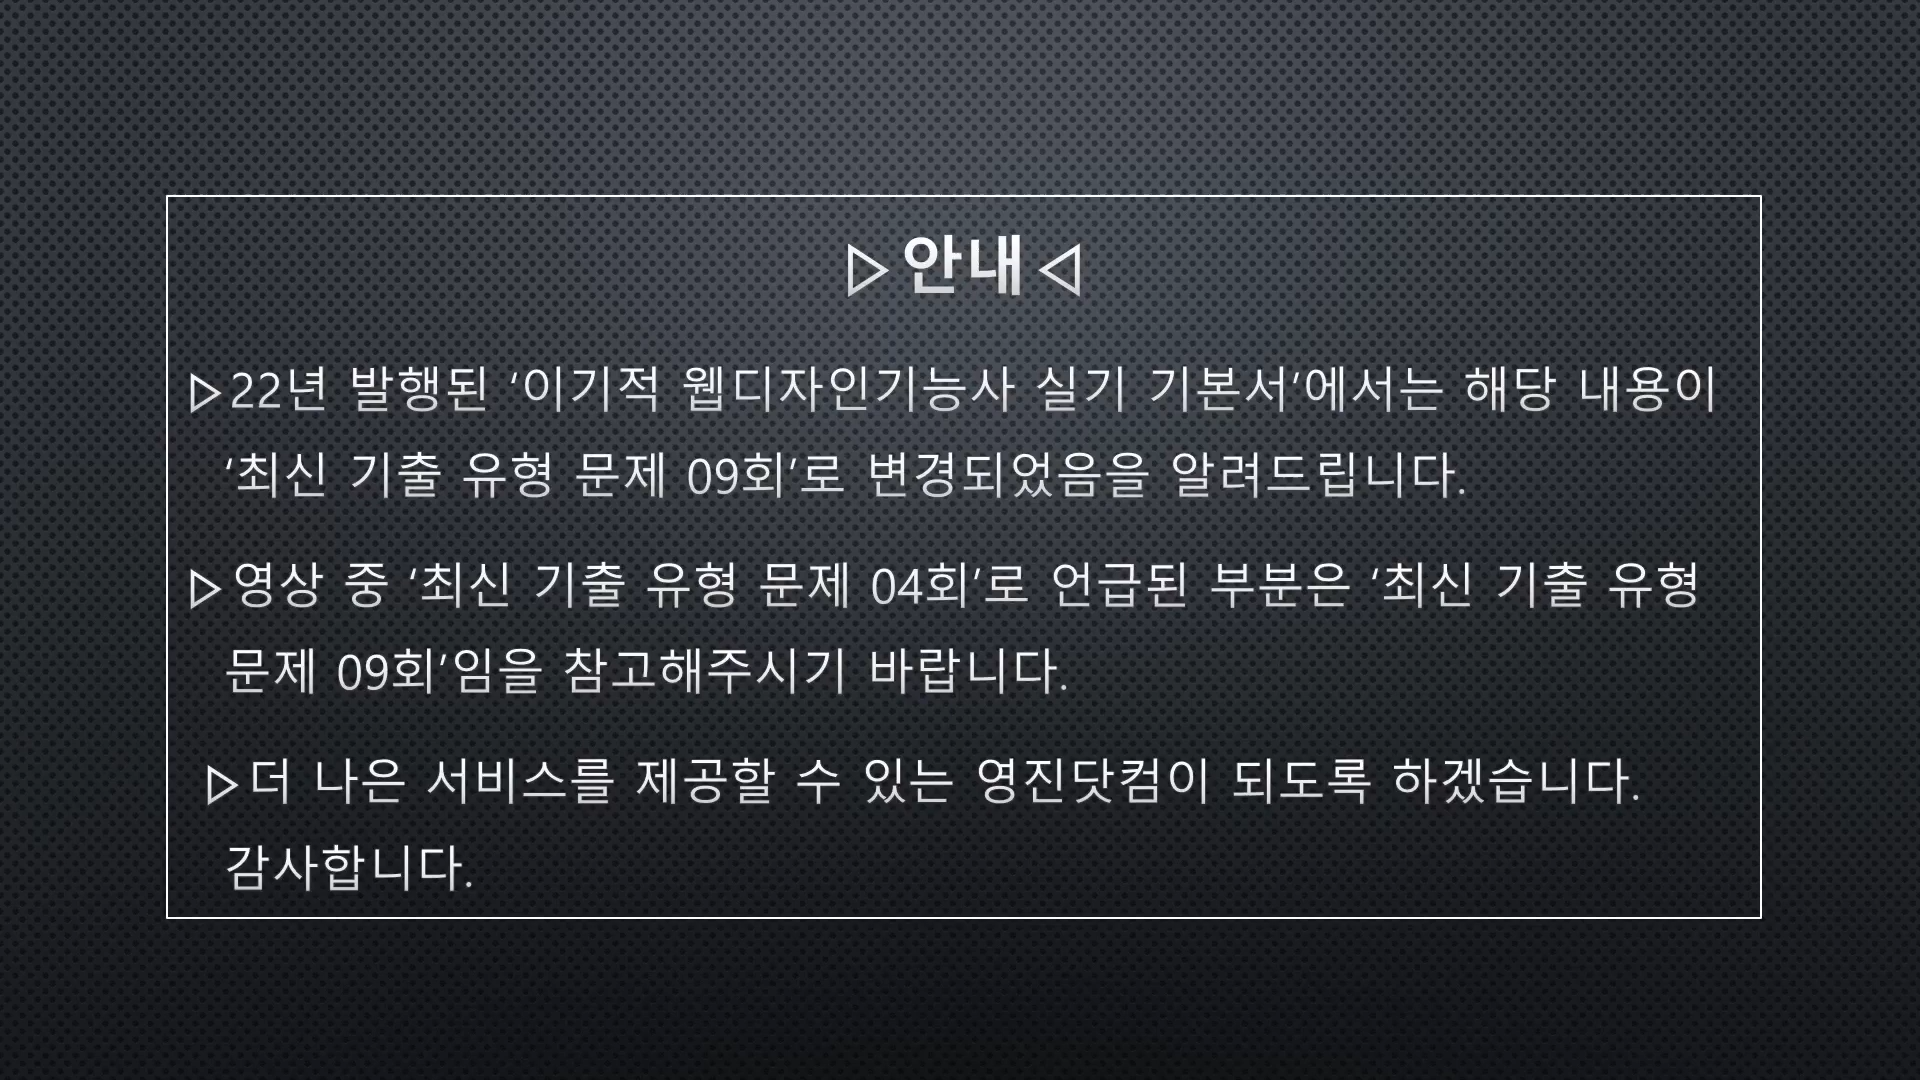 ▷안내◁
▷22년 발행된 ‘이기적 웹디자인기능사 실기 기본서’에서는 해당 내용이
‘최신 기출 유형 문제 09회’로 변경되었음을 알려드립니다.
▷영상 중 ‘최신 기출 유형 문제 04회’로 언급된 부분은 ‘최신 기출 유형
문제 09회’임을 참고해주시기 바랍니다.
▷더 나은 서비스를 제공할 수 있는 영진닷컴이 되도록 하겠습니다.
감사합니다.